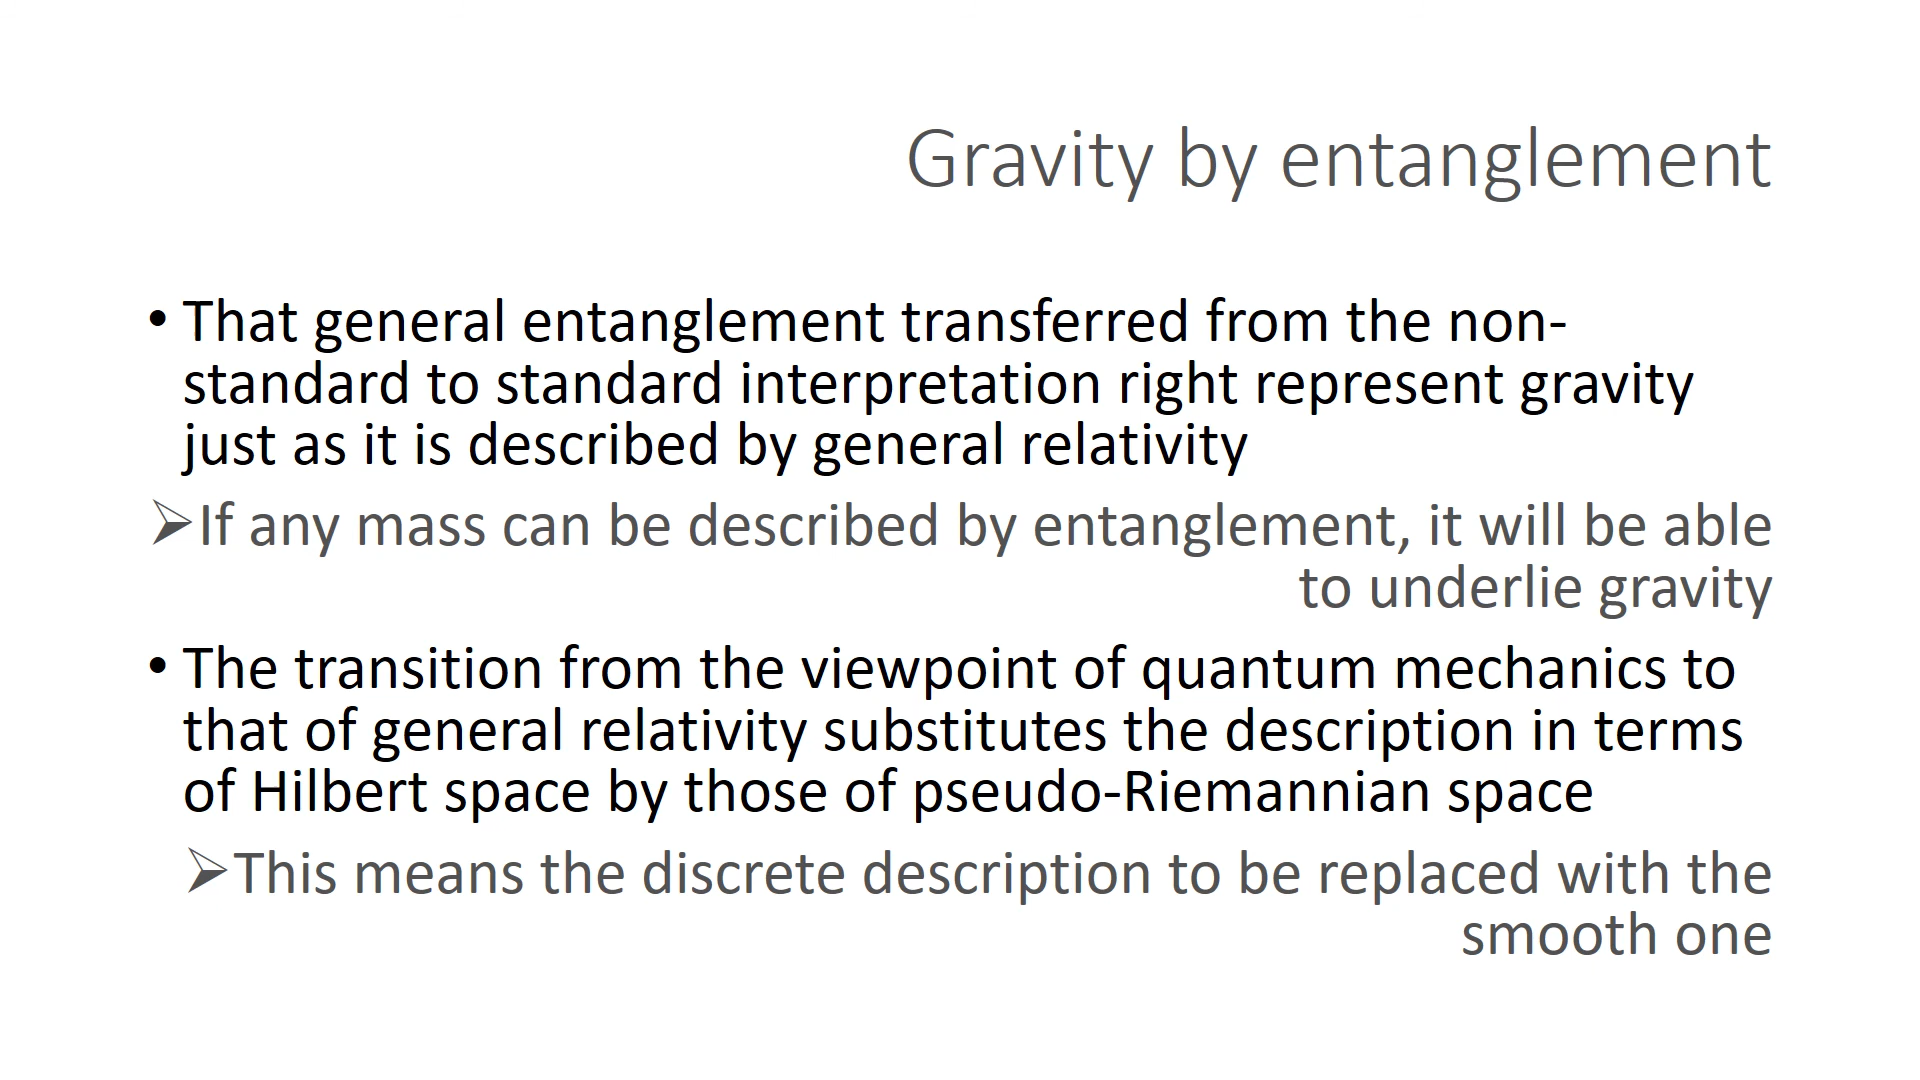 Gravity by entanglement
• That general entanglement transferred from the non-
standard to standard interpretation right represent gravity
just as it is described by general relativity
➢If any mass can be described by entanglement, it will be able
to underlie gravity
• The transition from the viewpoint of quantum mechanics to
that of general relativity substitutes the description in terms
of Hilbert space by those of pseudo-Riemannian space
➢This means the discrete description to be replaced with the
smooth one